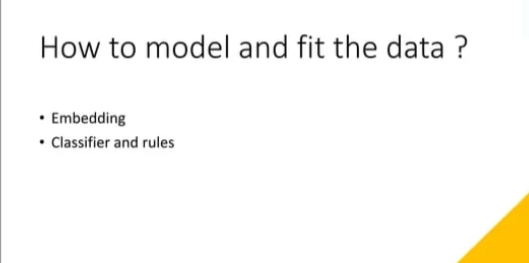 How to model and fit the data ?
• Embedding
• Classifier and rules